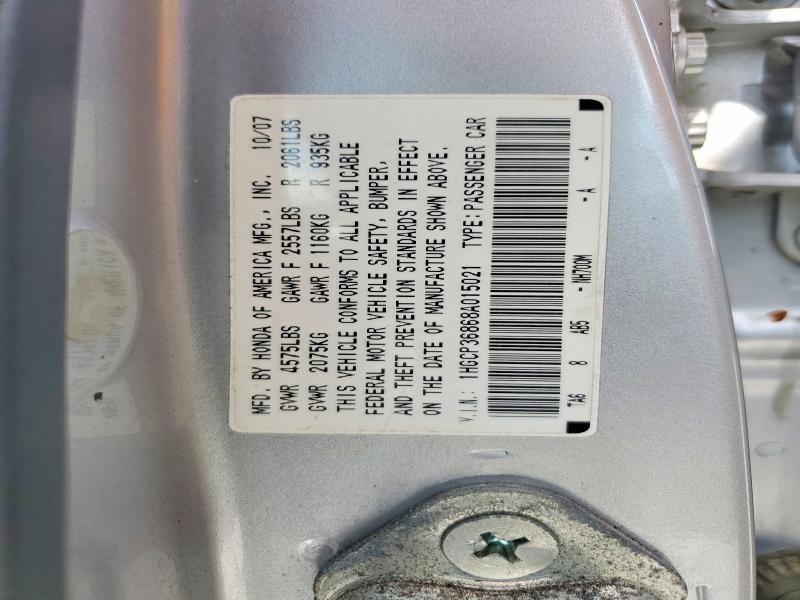 MFD. BY HONDA OF AMERICA MFG., INC. 10/07
GVWR 4575LBS GAWR F 2557LBS R 2061LBS
GVWR 2075KG GAWR F 1160KG R 935KG
THIS VEHICLE CONFORMS TO ALL APPLICABLE
FEDERAL MOTOR VEHICLE SAFETY, BUMPER,
AND THEFT PREVENTION STANDARDS IN EFFECT
ON THE DATE OF MANUFACTURE SHOWN ABOVE.
V.I.N.: 1HGCP36868A015021 TYPE: PASSENGER CAR
TA6 8 AB5 *NH700M *A *A